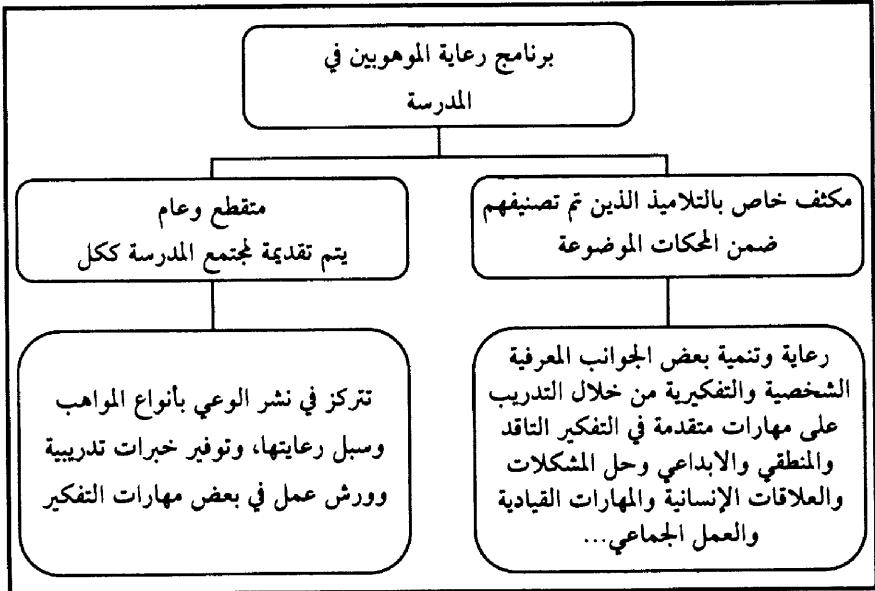 برنامج رعاية الموهوبين في
المدرسة
مكثف خاص بالتلاميذ الذين تم تصنيفهم
ضمن المحكات الموضوعة
متقطع وعام
يتم تقديمة لمجتمع المدرسة ككل
رعاية وتنمية بعض الجوانب المعرفية
الشخصية والتفكيرية من خلال التدريب
على مهارات متقدمة في التفكير التاقد
والمنطقي والابداعي وحل المشكلات
والعلاقات الإنسانية والمهارات القيادية
والعمل الجماعي...
تتركز في نشر الوعي بأنواع المواهب
وسبل رعايتها، وتوفير خبرات تدريبية
وورش عمل في بعض مهارات التفكير